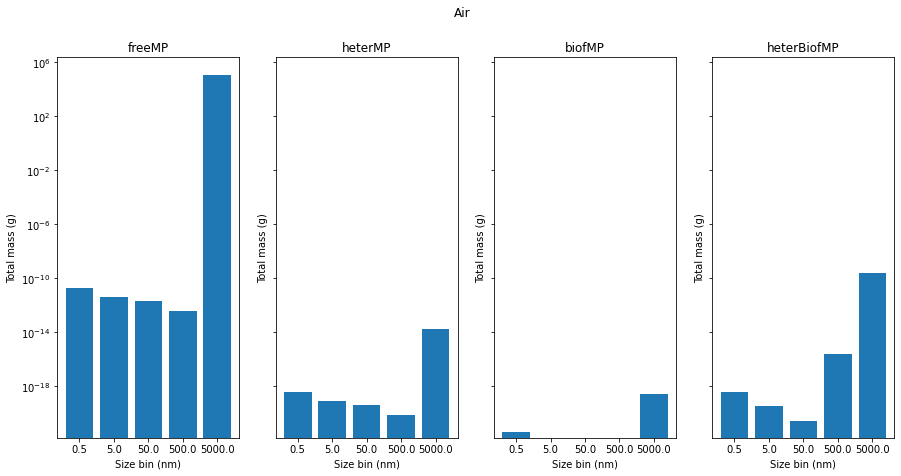 Air
freeMP
heterMP
biofMP
heterBiofMP
Total mass (g)
10^6
10^2
10^-2
10^-6
10^-10
10^-14
10^-18
0.5 5.0 50.0 500.0 5000.0
Size bin (nm)
Total mass (g)
0.5 5.0 50.0 500.0 5000.0
Size bin (nm)
Total mass (g)
0.5 5.0 50.0 500.0 5000.0
Size bin (nm)
Total mass (g)
0.5 5.0 50.0 500.0 5000.0
Size bin (nm)